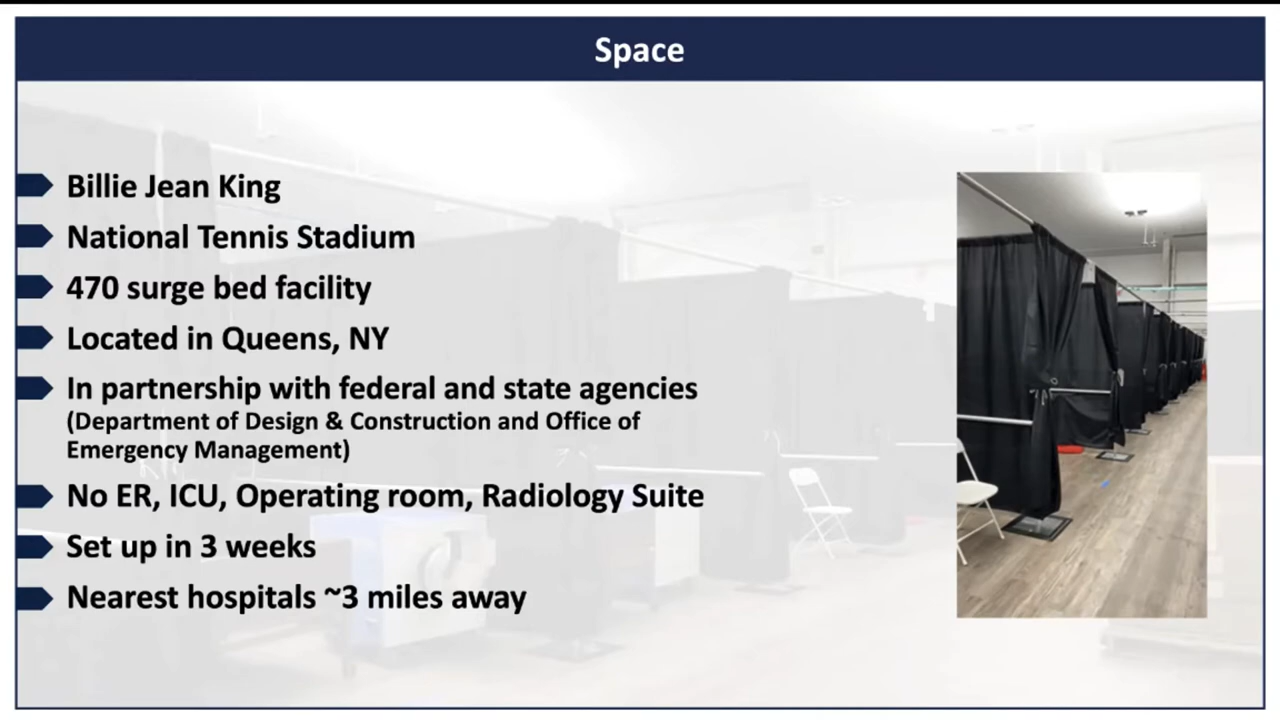 Space
Billie Jean King
National Tennis Stadium
470 surge bed facility
Located in Queens, NY
In partnership with federal and state agencies
(Department of Design & Construction and Office of
Emergency Management)
No ER, ICU, Operating room, Radiology Suite
Set up in 3 weeks
Nearest hospitals ~3 miles away